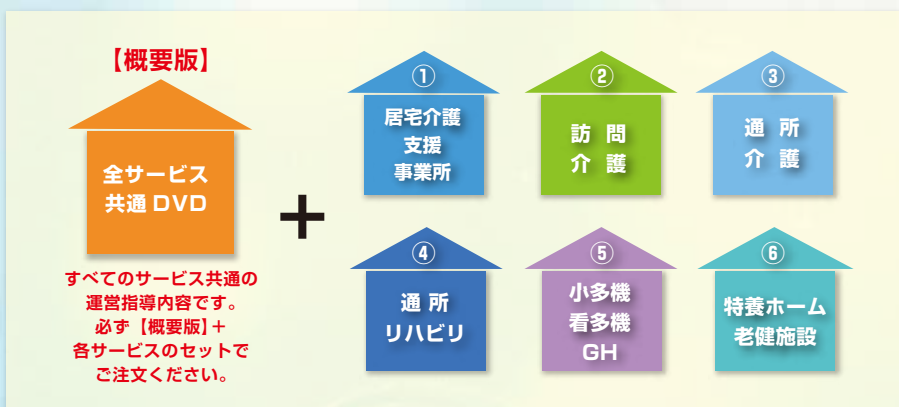 【概要版】
全サービス
共通 DVD
すべてのサービス共通の
運営指導内容です。
必ず【概要版】＋
各サービスのセットで
ご注文ください。
＋
①
居宅介護
支援
事業所
②
訪 問
介 護
③
通 所
介 護
④
通 所
リハビリ
⑤
小多機
看多機
GH
⑥
特養ホーム
老健施設